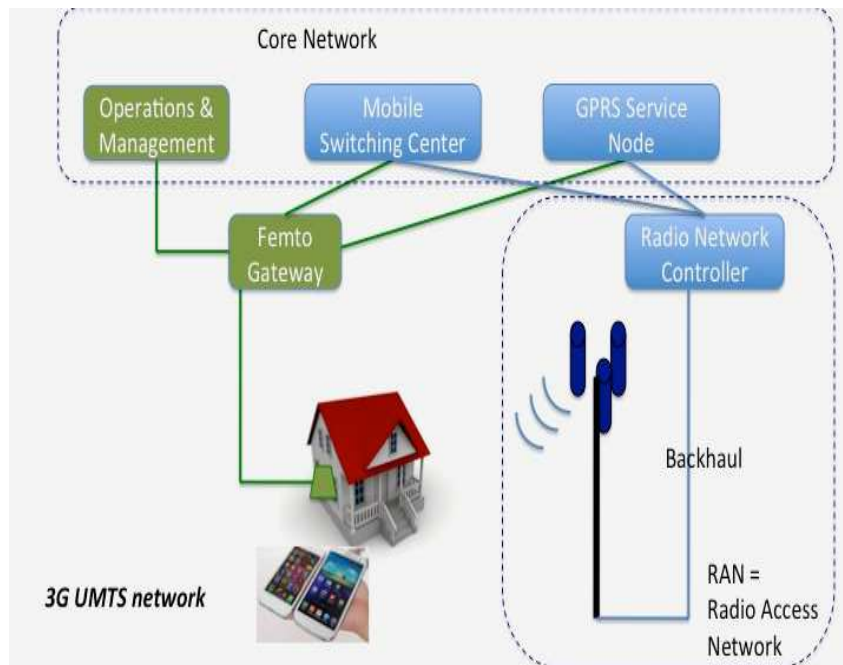 Core Network
Operations &
Management
Mobile
Switching Center
GPRS Service
Node
Femto
Gateway
Radio Network
Controller
Backhaul
3G UMTS network
RAN =
Radio Access
Network